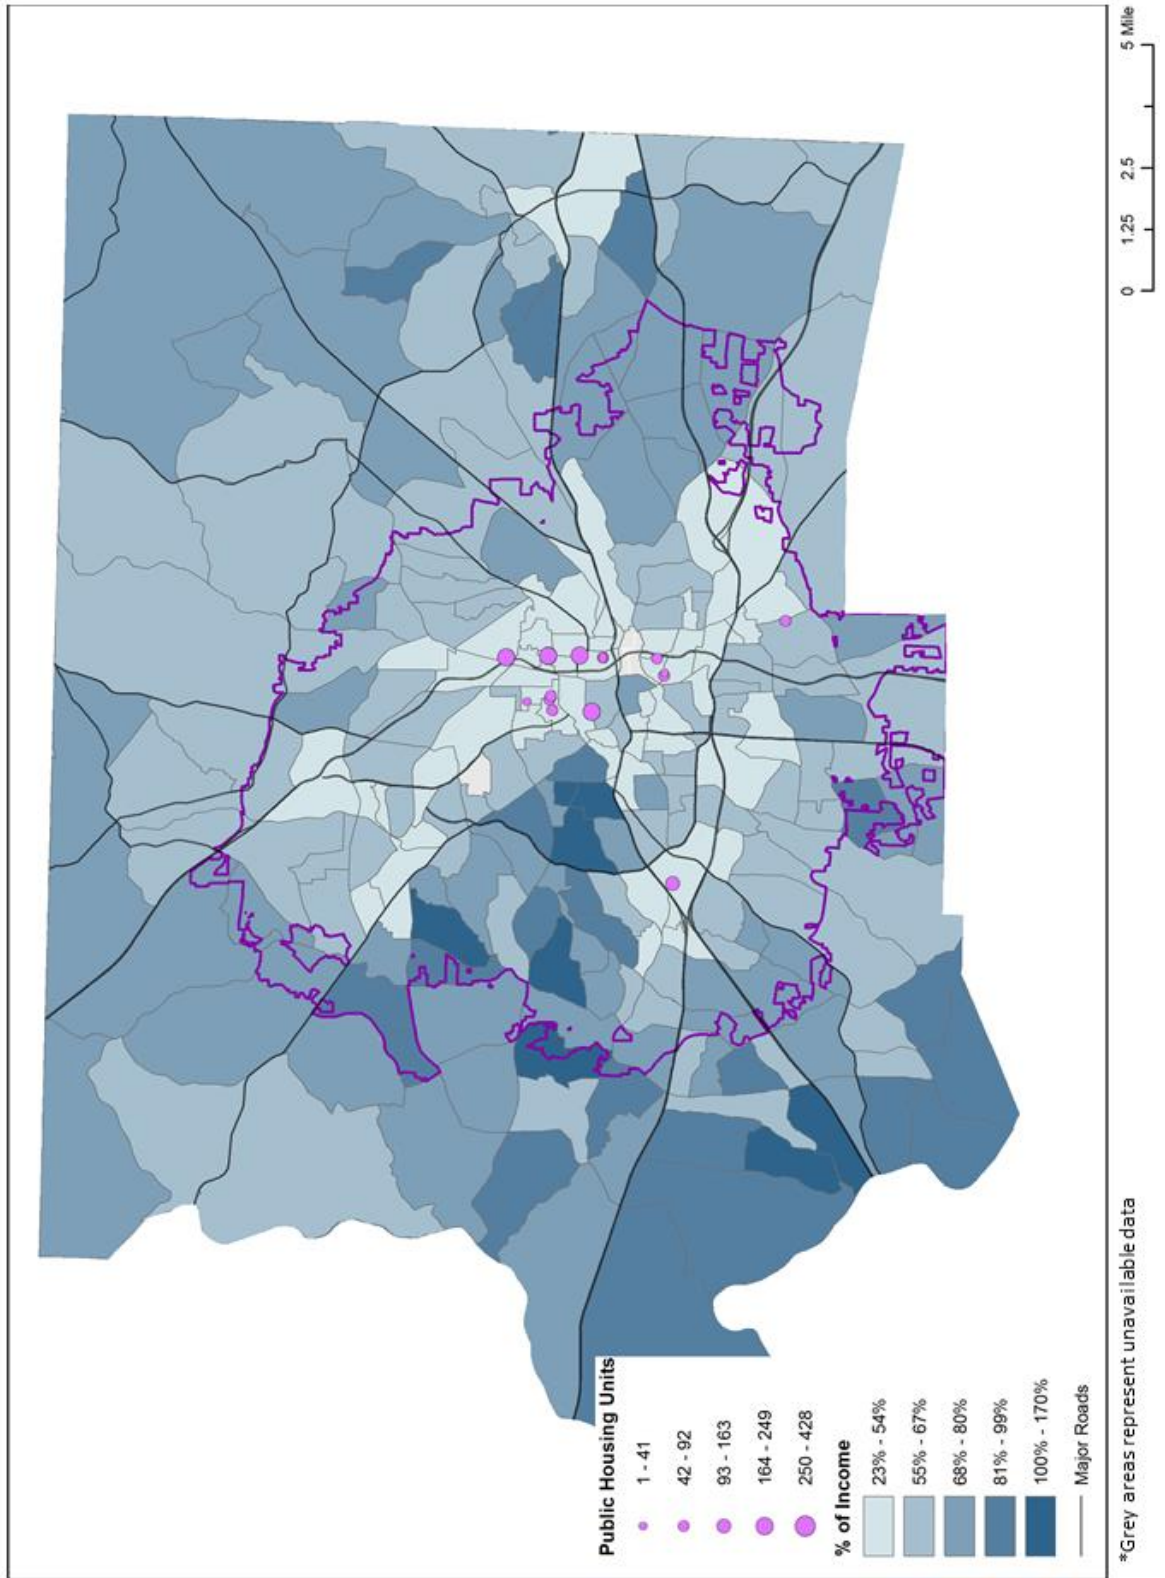 Public Housing Units
1 - 41
42 - 92
93 - 163
164 - 249
250 - 428
% of Income
23% - 54%
55% - 67%
68% - 80%
81% - 99%
100% - 170%
Major Roads
0 1.25 2.5 5 Mile
*Grey areas represent unavailable data